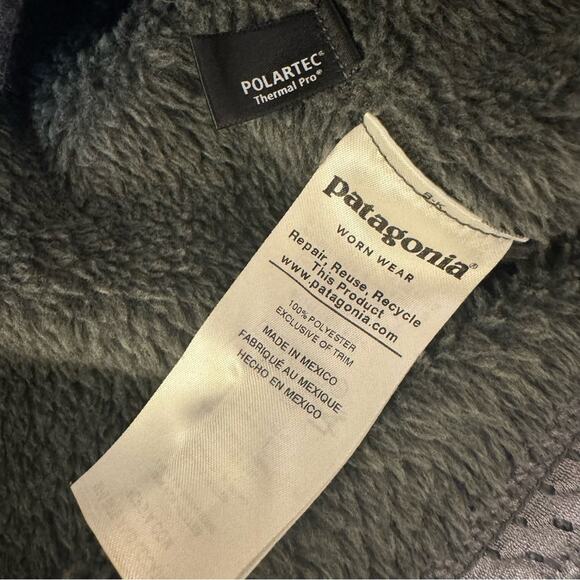 POLARTEC®
Thermal Pro®
patagonia®
WORN WEAR
Repair, Reuse, Recycle
This Product
www.patagonia.com
100% POLYESTER
EXCLUSIVE OF TRIM
MADE IN MEXICO
FABRIQUÉ AU MEXIQUE
HECHO EN MEXICO